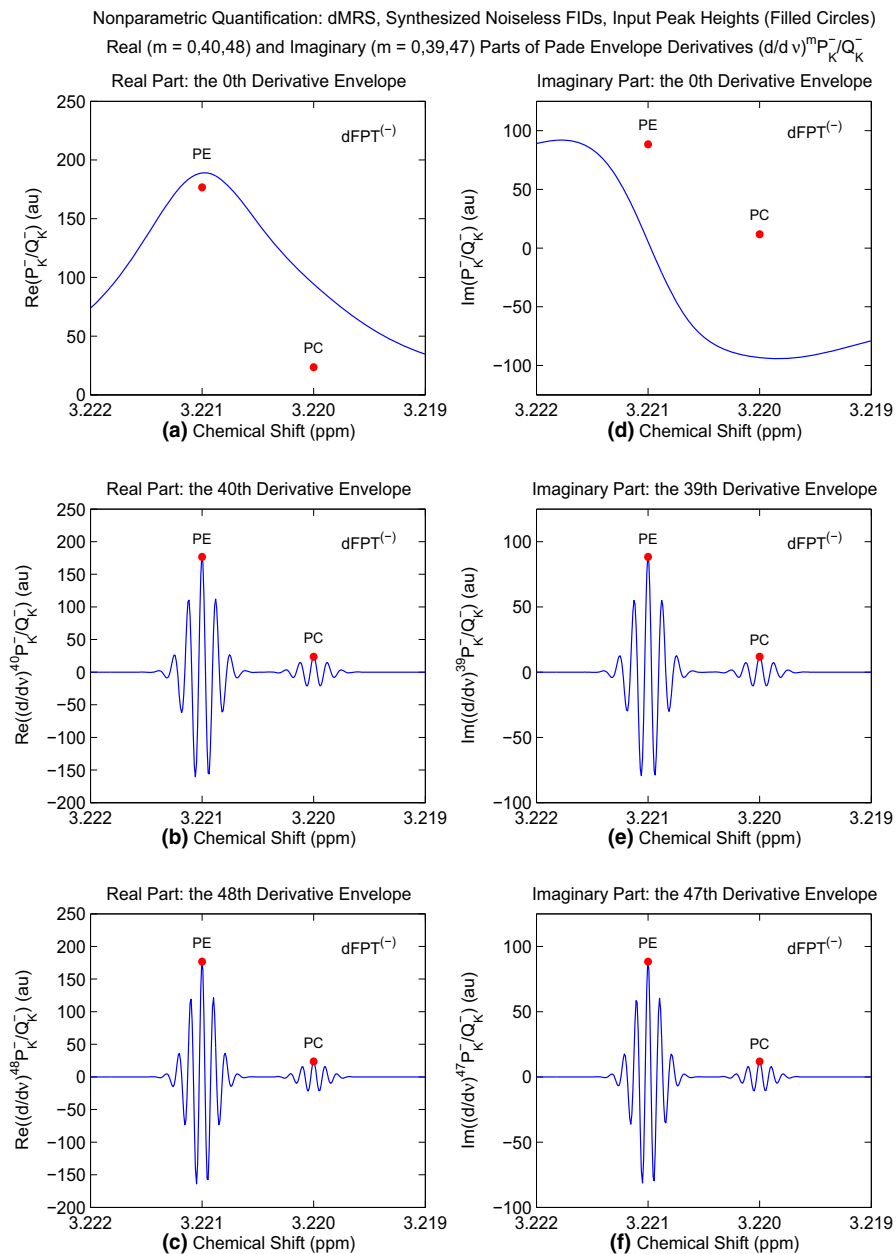 Nonparametric Quantification: dMRS, Synthesized Noiseless FIDs, Input Peak Heights (Filled Circles)
Real (m = 0,40,48) and Imaginary (m = 0,39,47) Parts of Pade Envelope Derivatives (d/d ν)^m P_K^-/Q_K^-
Real Part: the 0th Derivative Envelope
250
200
150
100
50
0
Re(P_K^-/Q_K^-) (au)
PE
PC
dFPT^(−)
3.222 3.221 3.220 3.219
(a) Chemical Shift (ppm)
Imaginary Part: the 0th Derivative Envelope
100
50
0
−50
−100
Im(P_K^-/Q_K^-) (au)
PE
PC
dFPT^(−)
3.222 3.221 3.220 3.219
(d) Chemical Shift (ppm)
Real Part: the 40th Derivative Envelope
250
200
150
100
50
0
−50
−100
−150
−200
Re((d/dν)^40 P_K^-/Q_K^-) (au)
PE
PC
dFPT^(−)
3.222 3.221 3.220 3.219
(b) Chemical Shift (ppm)
Imaginary Part: the 39th Derivative Envelope
100
50
0
−50
−100
Im((d/dν)^39 P_K^-/Q_K^-) (au)
PE
PC
dFPT^(−)
3.222 3.221 3.220 3.219
(e) Chemical Shift (ppm)
Real Part: the 48th Derivative Envelope
250
200
150
100
50
0
−50
−100
−150
−200
Re((d/dν)^48 P_K^-/Q_K^-) (au)
PE
PC
dFPT^(−)
3.222 3.221 3.220 3.219
(c) Chemical Shift (ppm)
Imaginary Part: the 47th Derivative Envelope
100
50
0
−50
−100
Im((d/dν)^47 P_K^-/Q_K^-) (au)
PE
PC
dFPT^(−)
3.222 3.221 3.220 3.219
(f) Chemical Shift (ppm)